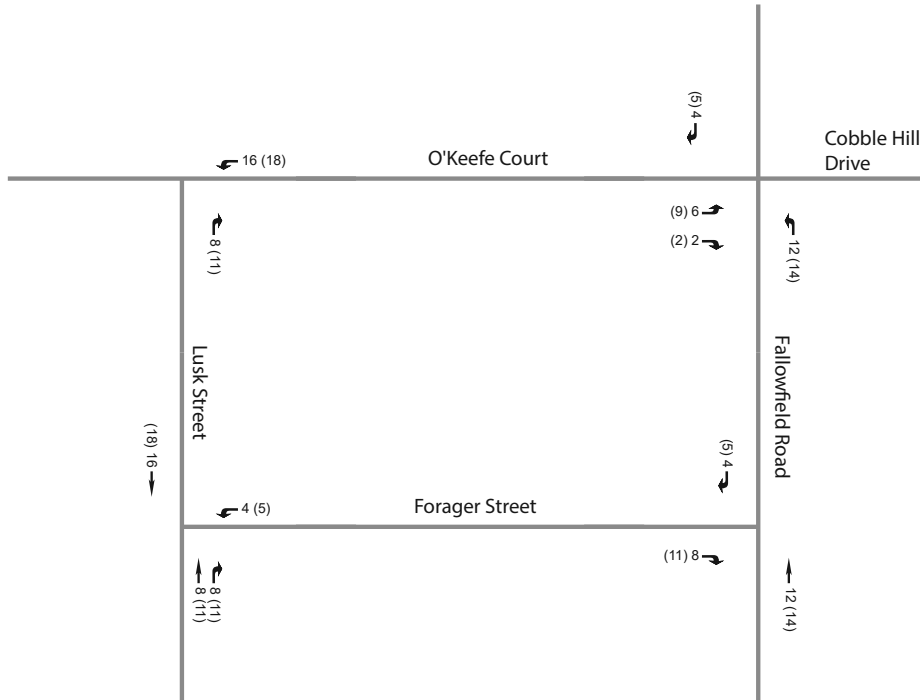 (5) 4
Cobble Hill
Drive
16 (18)
O'Keefe Court
(9) 6
(2) 2
8 (11)
12 (14)
Lusk Street
Fallowfield Road
(18) 16
(5) 4
4 (5)
Forager Street
(11) 8
8 (11)
8 (11)
12 (14)